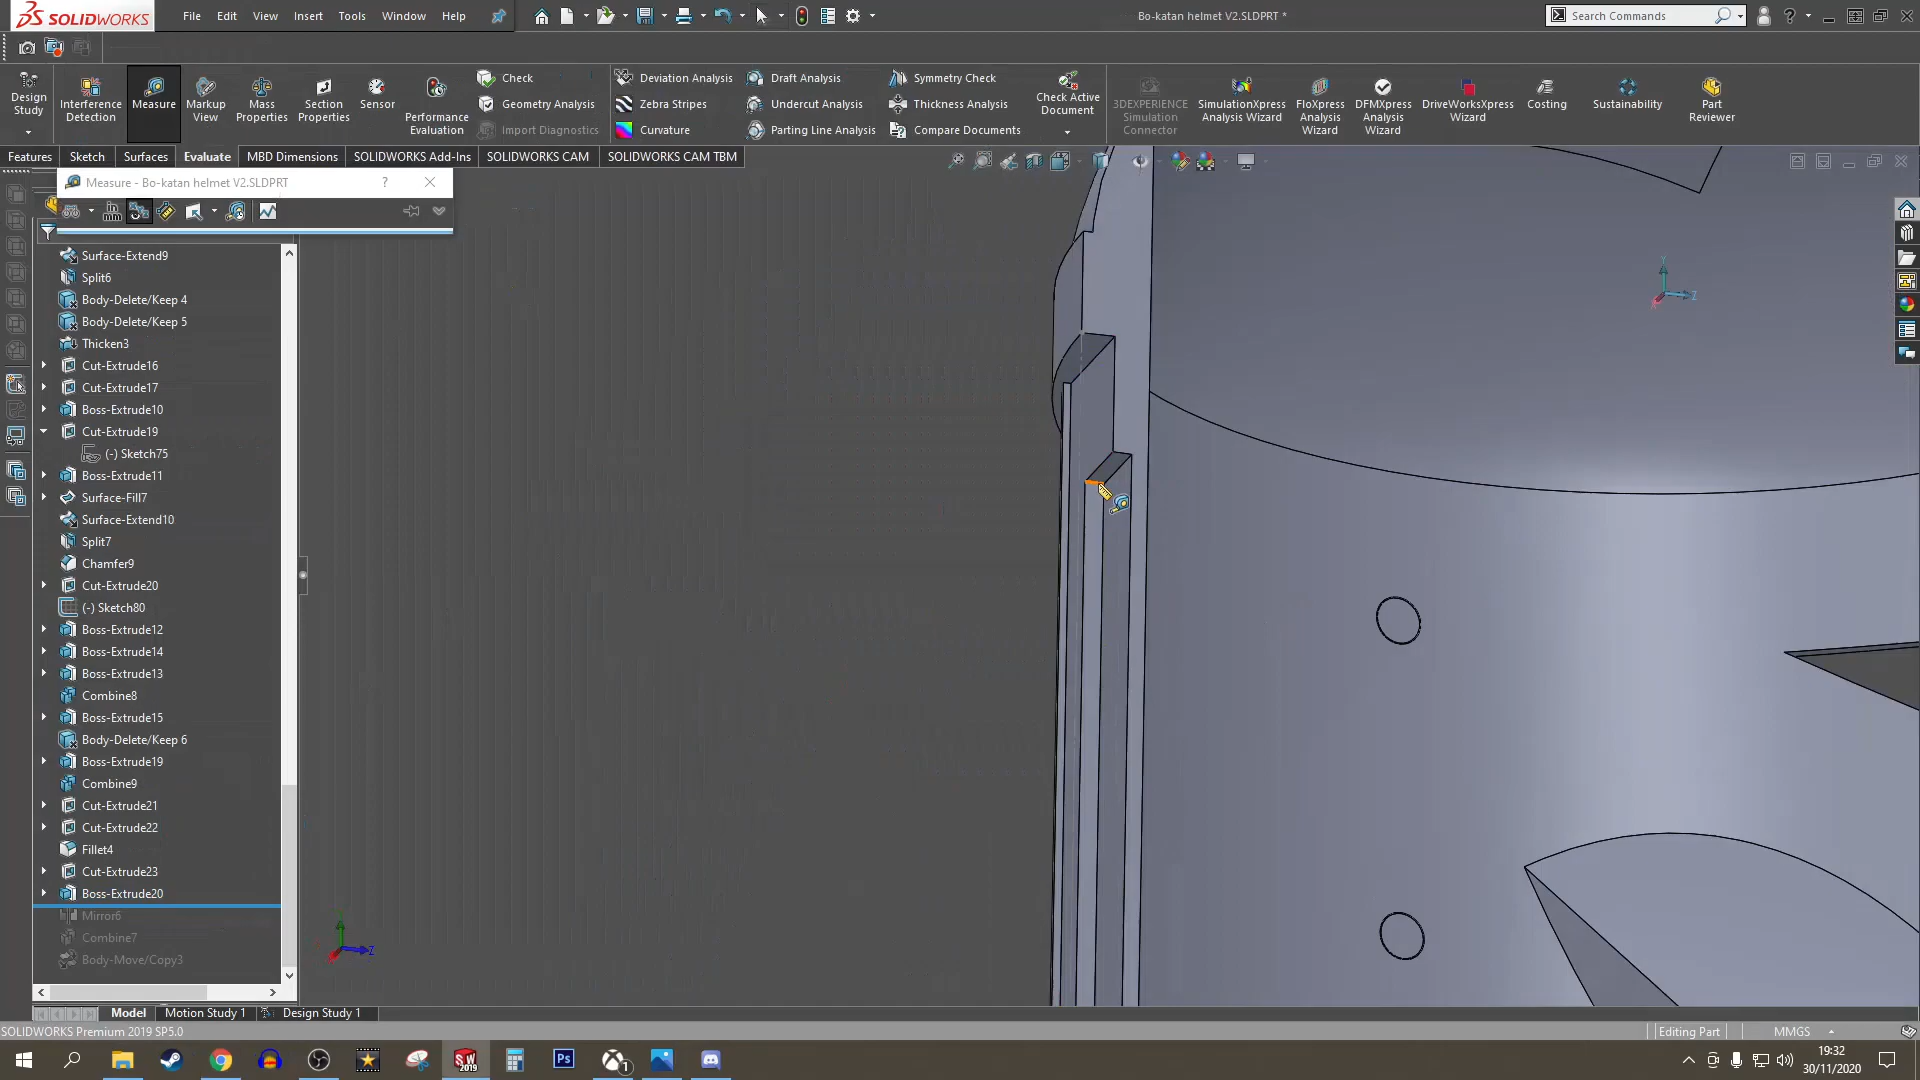 SOLIDWORKS
File Edit View Insert Tools Window Help
Bo-katan helmet V2.SLDPRT *
Search Commands
Design Study
Interference Detection
Measure
Markup View
Mass Properties
Section Properties
Sensor
Performance Evaluation
Check
Geometry Analysis
Import Diagnostics
Deviation Analysis
Zebra Stripes
Curvature
Draft Analysis
Undercut Analysis
Parting Line Analysis
Symmetry Check
Thickness Analysis
Compare Documents
Check Active Document
3DEXPERIENCE Simulation Connector
SimulationXpress Analysis Wizard
FloXpress Analysis Wizard
DFMXpress Analysis Wizard
DriveWorksXpress Wizard
Costing
Sustainability
Part Reviewer
Features Sketch Surfaces Evaluate MBD Dimensions SOLIDWORKS Add-Ins SOLIDWORKS CAM SOLIDWORKS CAM TBM
Measure - Bo-katan helmet V2.SLDPRT
Surface-Extend9
Split6
Body-Delete/Keep 4
Body-Delete/Keep 5
Thicken3
Cut-Extrude16
Cut-Extrude17
Boss-Extrude10
Cut-Extrude19
(-) Sketch75
Boss-Extrude11
Surface-Fill7
Surface-Extend10
Split7
Chamfer9
Cut-Extrude20
(-) Sketch80
Boss-Extrude12
Boss-Extrude14
Boss-Extrude13
Combine8
Boss-Extrude15
Body-Delete/Keep 6
Boss-Extrude19
Combine9
Cut-Extrude21
Cut-Extrude22
Fillet4
Cut-Extrude23
Boss-Extrude20
Mirror6
Combine7
Body-Move/Copy3
Z
Model Motion Study 1 Design Study 1
SOLIDWORKS Premium 2019 SP5.0
Editing Part MMGS
19:32
30/11/2020